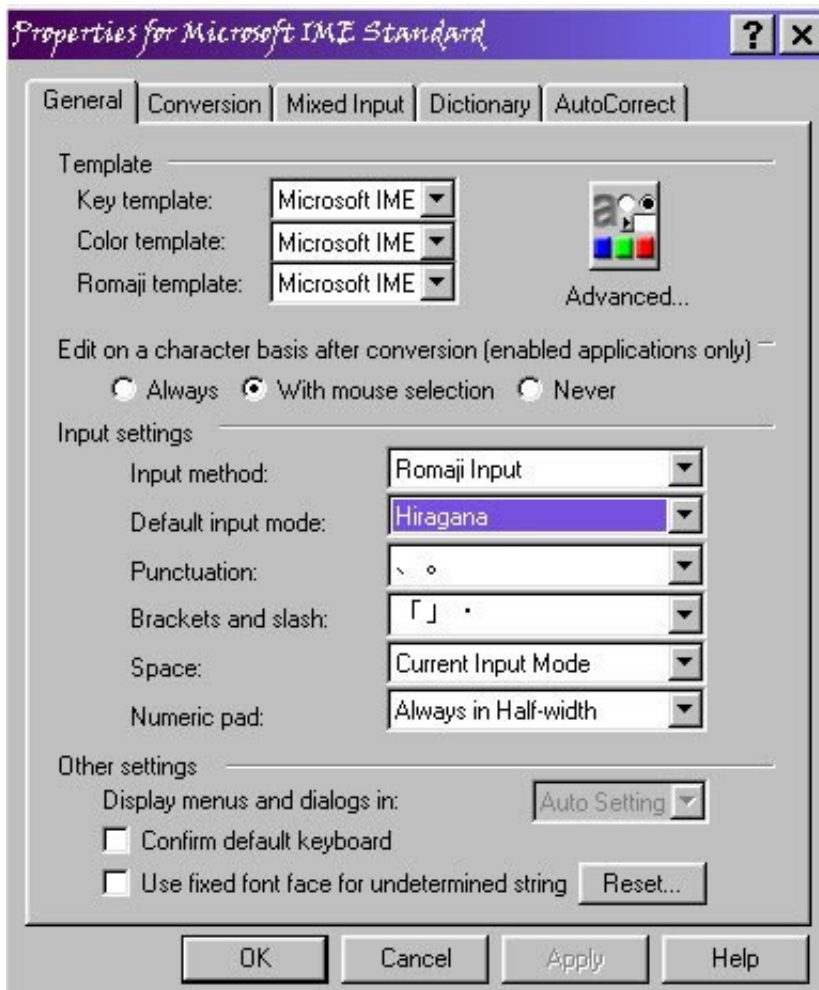 Properties for Microsoft IME Standard ? ×
General Conversion Mixed Input Dictionary AutoCorrect
Template
Key template: Microsoft IME
Color template: Microsoft IME
Romaji template: Microsoft IME
a
Advanced...
Edit on a character basis after conversion (enabled applications only)
Always With mouse selection Never
Input settings
Input method: Romaji Input
Default input mode: Hiragana
Punctuation: 、 。
Brackets and slash: 「」・
Space: Current Input Mode
Numeric pad: Always in Half-width
Other settings
Display menus and dialogs in: Auto Setting
Confirm default keyboard
Use fixed font face for undetermined string Reset...
OK Cancel Apply Help